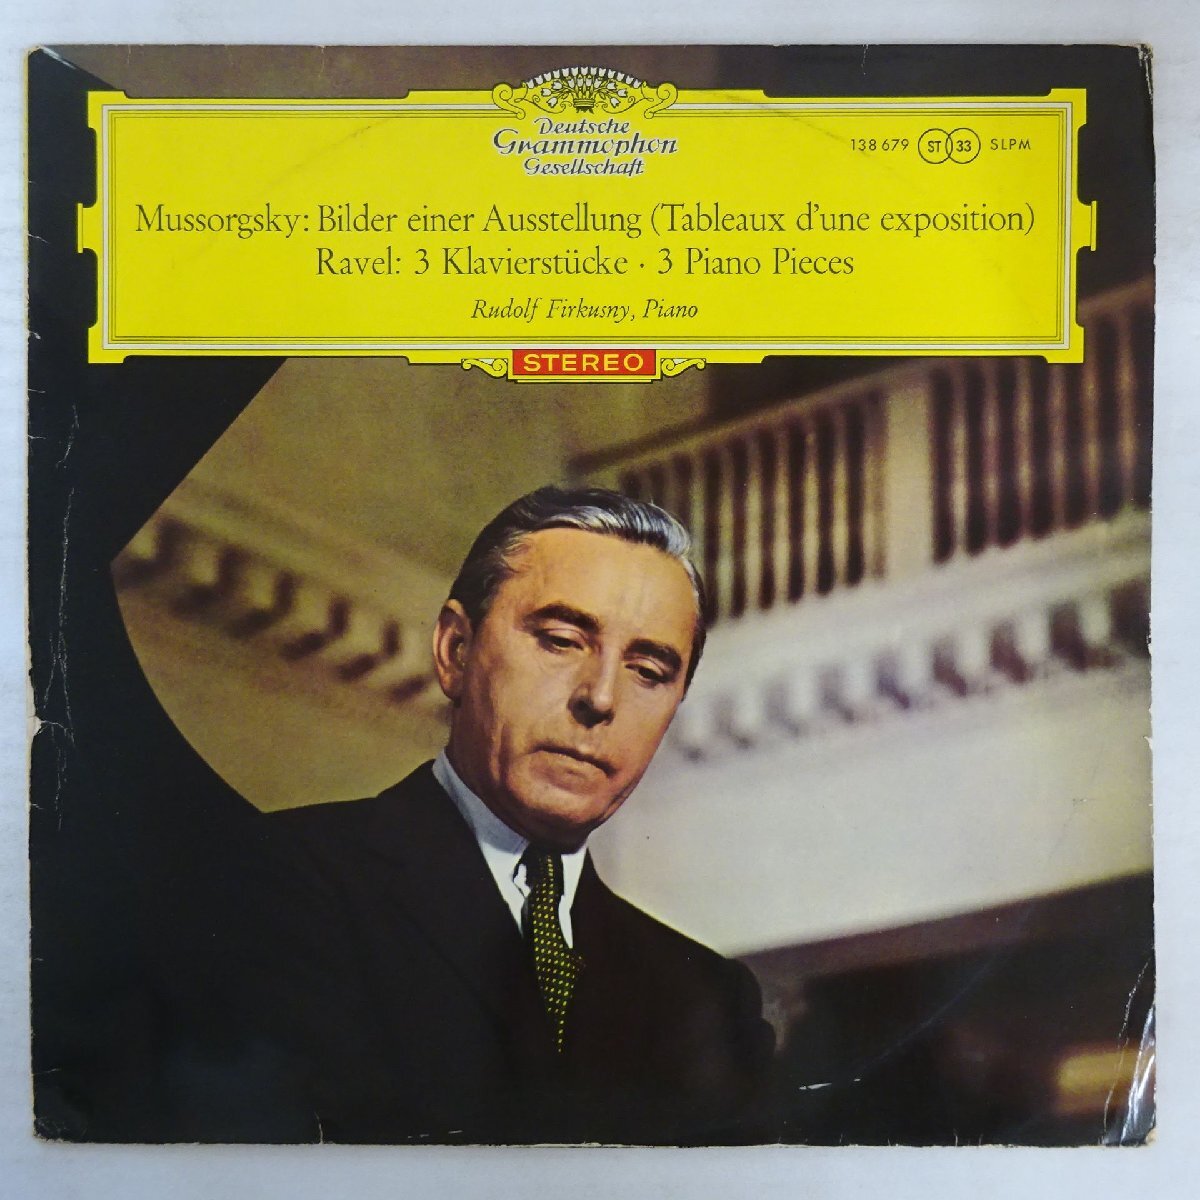 Deutsche
Grammophon
Gesellschaft
138 679 ST 33 SLPM
Mussorgsky: Bilder einer Ausstellung (Tableaux d'une exposition)
Ravel: 3 Klavierstücke · 3 Piano Pieces
Rudolf Firkusny, Piano
STEREO